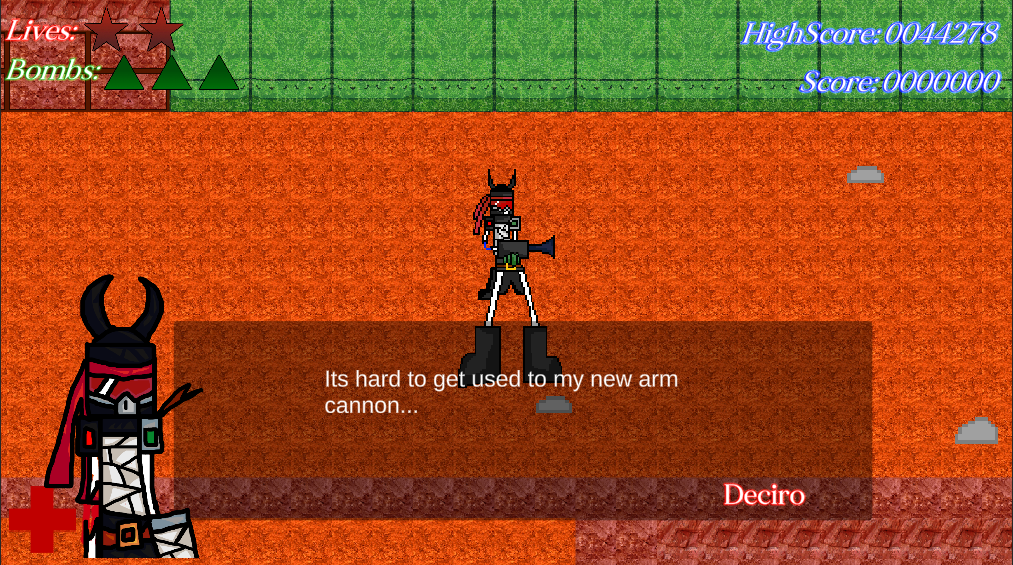 Lives:
Bombs:
HighScore: 0044278
Score: 0000000
Its hard to get used to my new arm
cannon...
Deciro